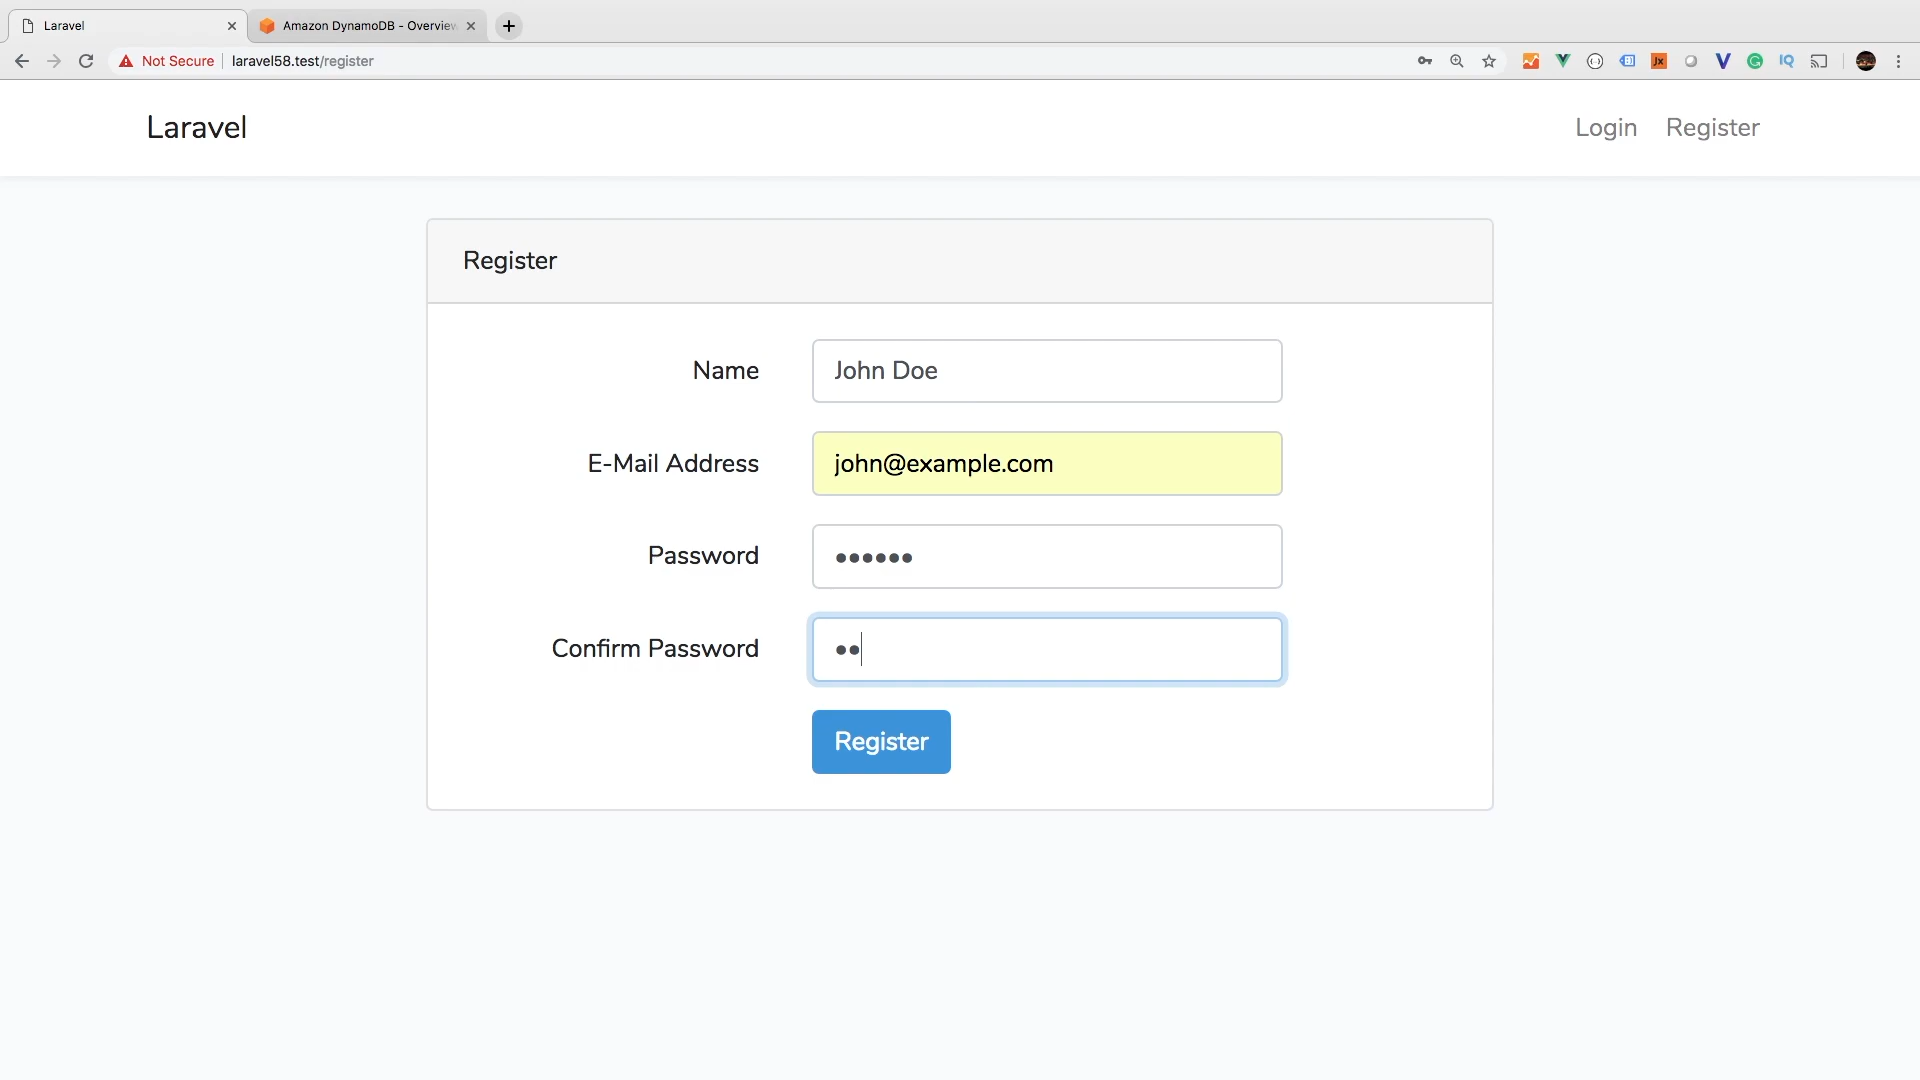 Laravel
Amazon DynamoDB - Overview
Not Secure
laravel58.test/register
Laravel
Login
Register
Register
Name
John Doe
E-Mail Address
john@example.com
Password
••••••
Confirm Password
••
Register